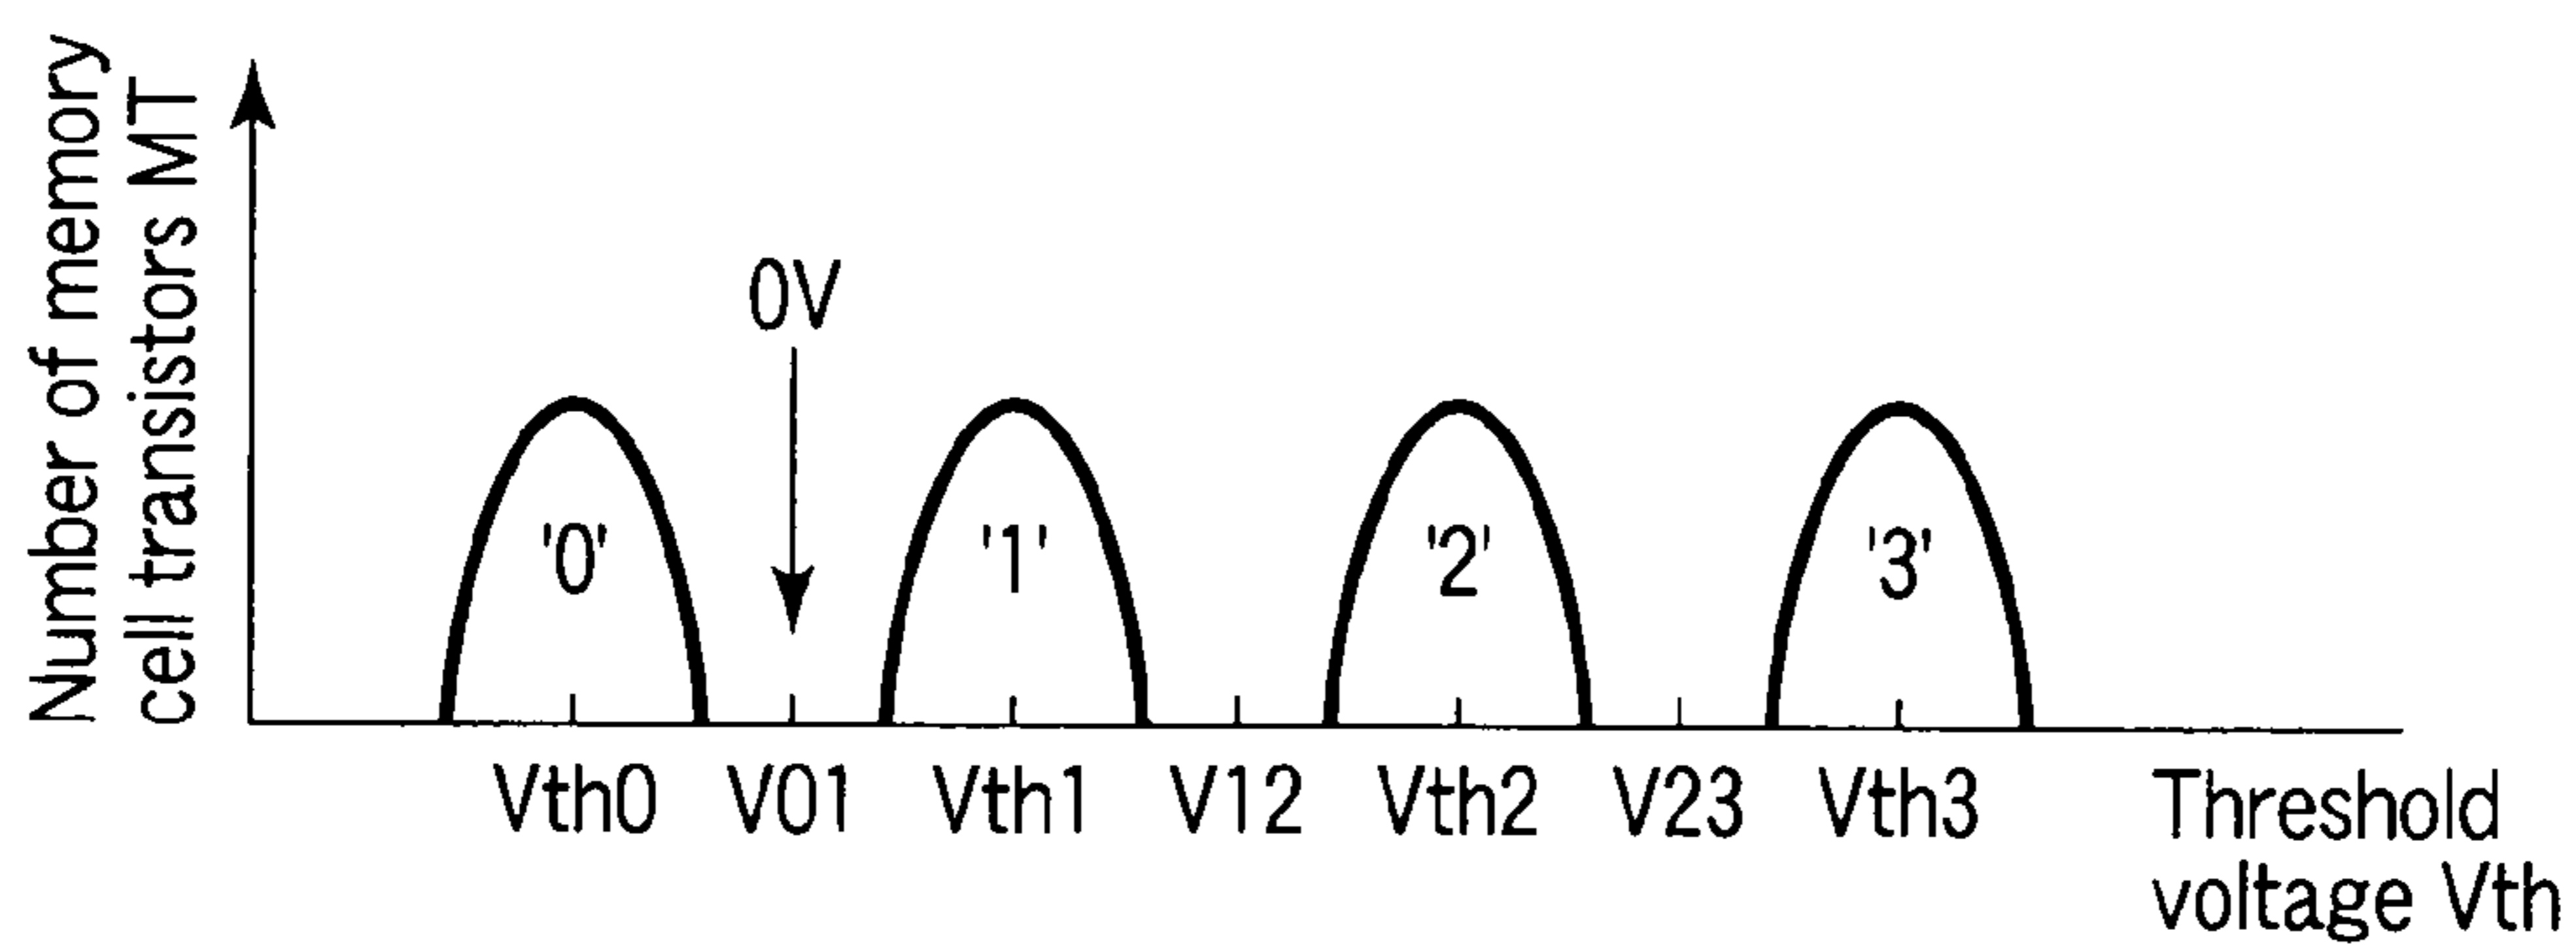 Number of memory
cell transistors MT
0V
'0' '1' '2' '3'
Vth0 V01 Vth1 V12 Vth2 V23 Vth3 Threshold
voltage Vth